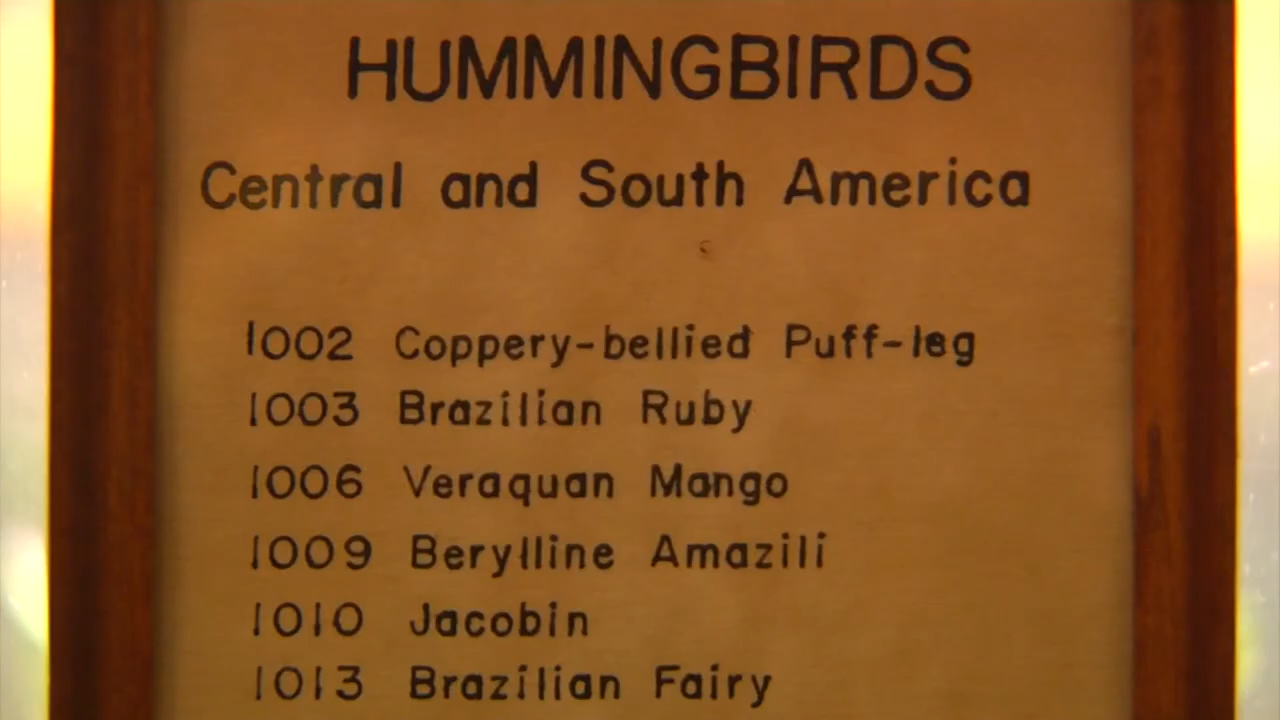 HUMMINGBIRDS
Central and South America
1002 Coppery-bellied Puff-leg
1003 Brazilian Ruby
1006 Veraquan Mango
1009 Berylline Amazili
1010 Jacobin
1013 Brazilian Fairy